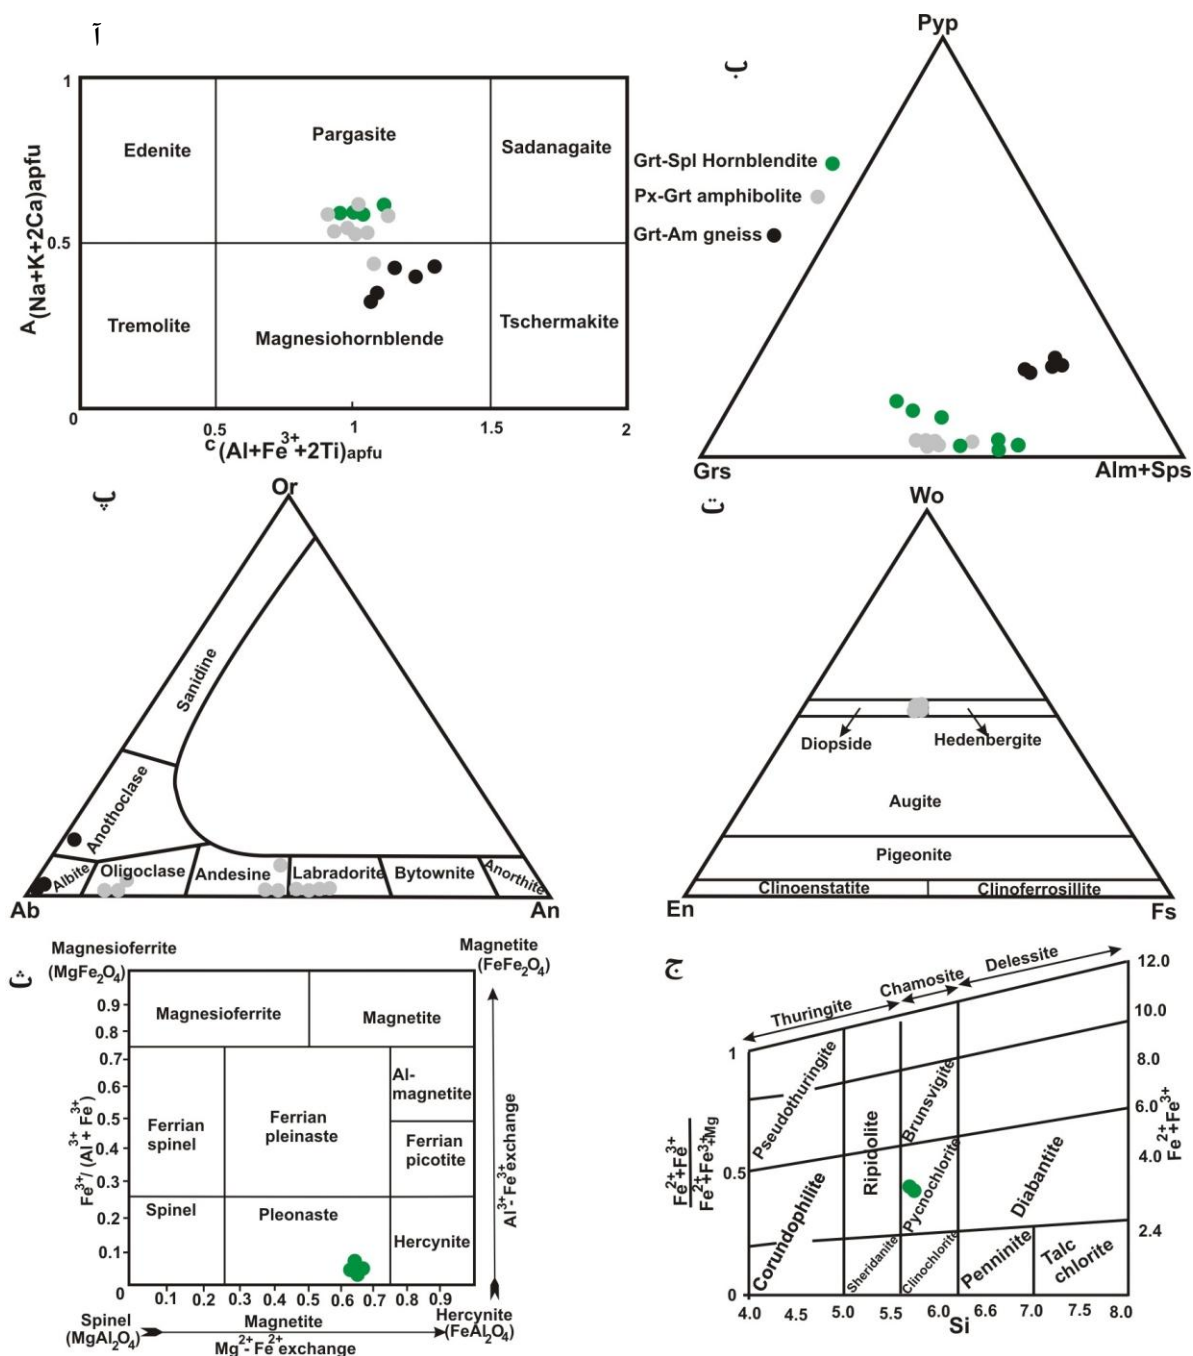 آ
1
Edenite
Pargasite
Sadanagaite
0.5
A(Na+K+2Ca)apfu
Tremolite
Magnesiohornblende
Tschermakite
0
0.5
1
1.5
2
C (Al+Fe3++2Ti)apfu
ب
Pyp
Grt-Spl Hornblendite
Px-Grt amphibolite
Grt-Am gneiss
Grs
Alm+Sps
پ
Or
Sanidine
Anothoclase
Albite
Oligoclase
Andesine
Labradorite
Bytownite
Anorthite
Ab
An
ت
Wo
Diopside
Hedenbergite
Augite
Pigeonite
Clinoenstatite
Clinoferrosillite
En
Fs
ث
Magnesioferrite
(MgFe2O4)
Magnetite
(FeFe2O4)
0.9
0.8
0.7
0.6
0.5
0.4
0.3
0.2
0.1
0
Fe3+/(Al3++Fe3+)
Magnesioferrite
Magnetite
Ferrian
spinel
Ferrian
pleinaste
Al-
magnetite
Ferrian
picotite
Spinel
Pleonaste
Hercynite
Al3+- Fe3+ exchange
0.1 0.2 0.3 0.4 0.5 0.6 0.7 0.8 0.9
Spinel
(MgAl2O4)
Magnetite
Mg2+- Fe2+ exchange
Hercynite
(FeAl2O4)
ج
Thuringite
Chamosite
Delessite
12.0
10.0
8.0
6.0
4.0
2.4
Fe2++Fe3+
1
0.5
0
Fe2++Fe3+
Fe2++Fe3++Mg
Pseudothuringite
Ripidolite
Brunsvigite
Corundophilite
Pycnochlorite
Diabantite
Sheridanite
Clinochlorite
Penninite
Talc
chlorite
4.0 4.5 5.0 5.6 6.0 6.6 7.0 7.5 8.0
Si